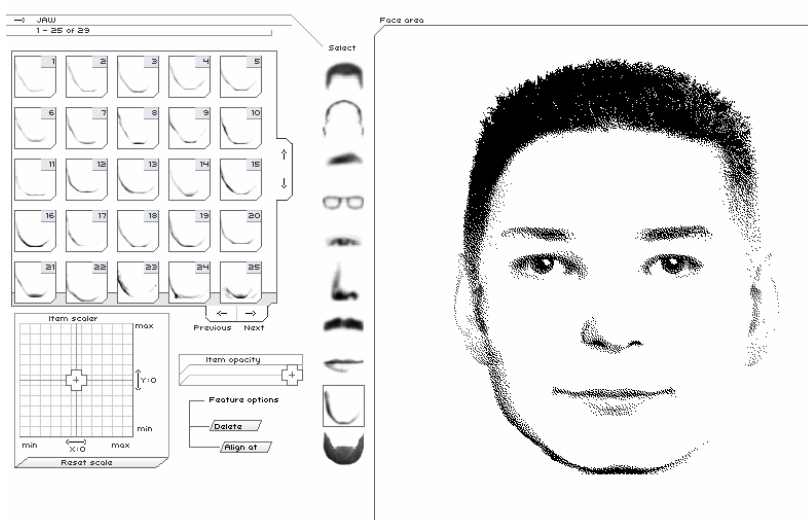 JAW
1 - 25 of 29
Select
Face area
1 2 3 4 5
6 7 8 9 10
11 12 13 14 15
16 17 18 19 20
21 22 23 24 25
Previous Next
Item scaler
max
Y:0
min
min X:0 max
Reset scale
Item opacity
Feature options
Delete
Align at